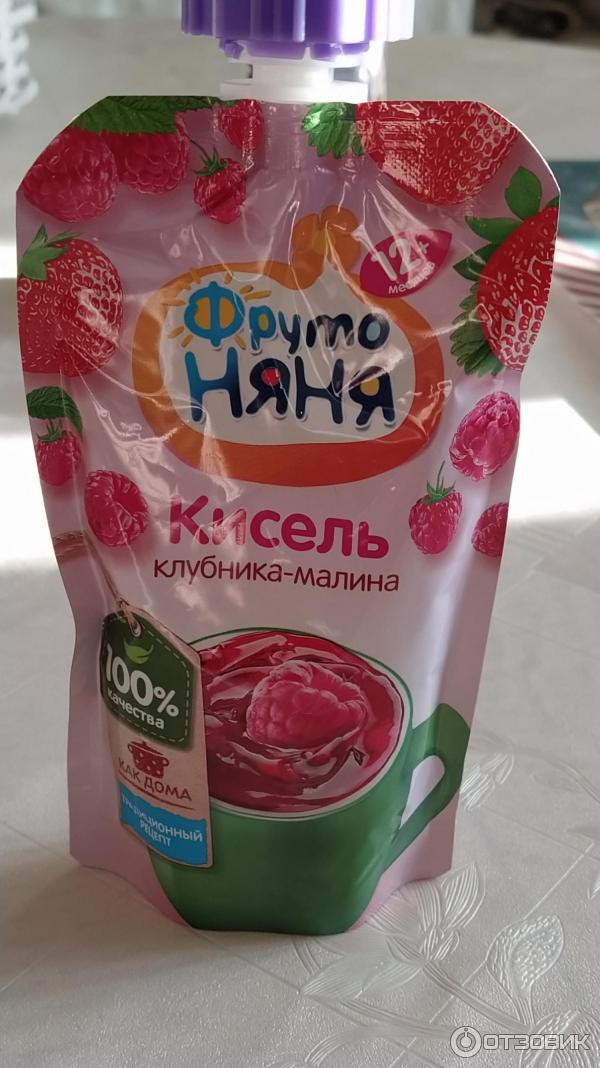 12+
месяцев
Фруто
Няня
Кисель
клубника-малина
100%
качества
КАК ДОМА
ТРАДИЦИОННЫЙ
РЕЦЕПТ
ОТЗОВИК